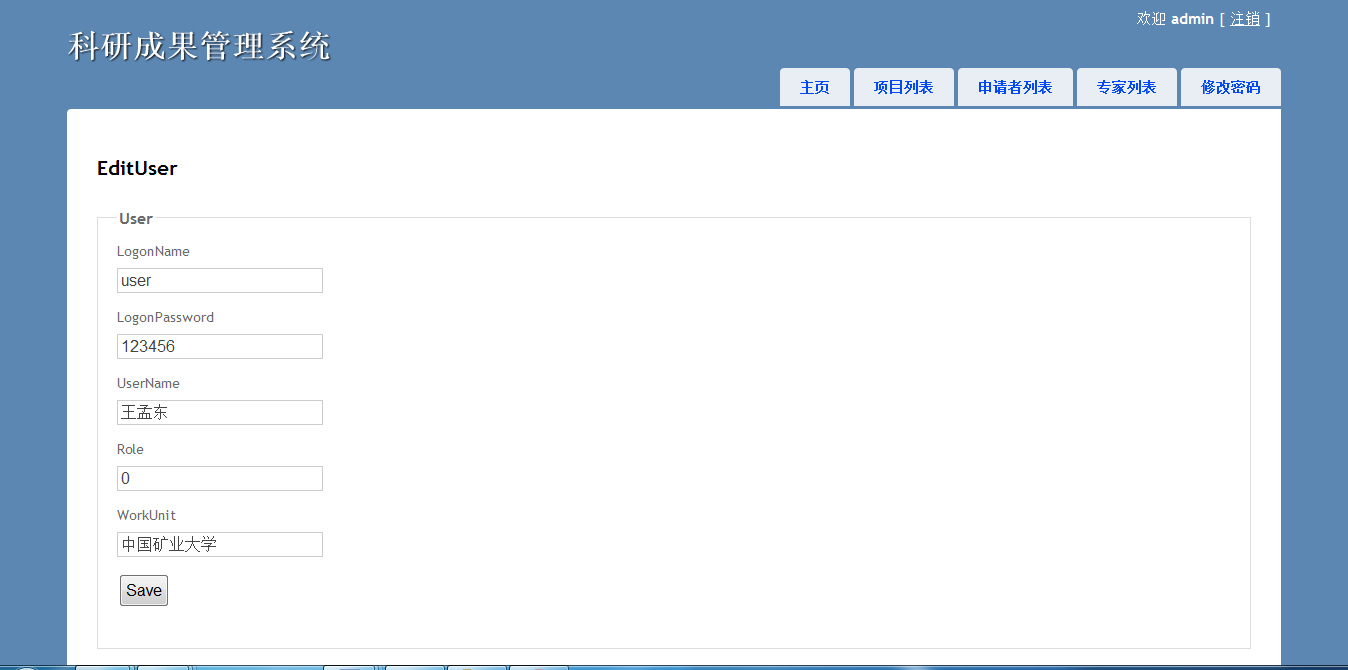 欢迎 admin [ 注销 ]
科研成果管理系统
主页 项目列表 申请者列表 专家列表 修改密码
EditUser
User
LogonName
user
LogonPassword
123456
UserName
王孟东
Role
0
WorkUnit
中国矿业大学
Save